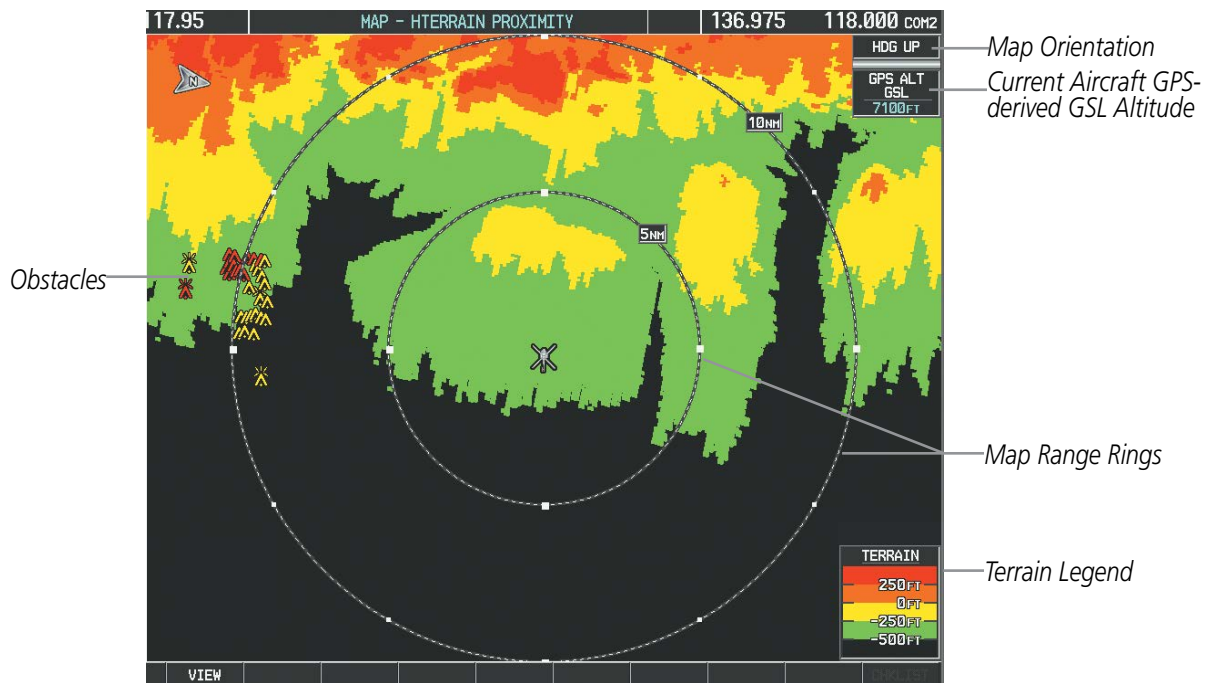 17.95 MAP – HTERRAIN PROXIMITY 136.975 118.000 COM2
HDG UP
Map Orientation
GPS ALT
GSL
7100FT
Current Aircraft GPS-
derived GSL Altitude
N
10NM
5NM
Obstacles
Map Range Rings
TERRAIN
250FT
0FT
-250FT
-500FT
Terrain Legend
VIEW
CHKLIST